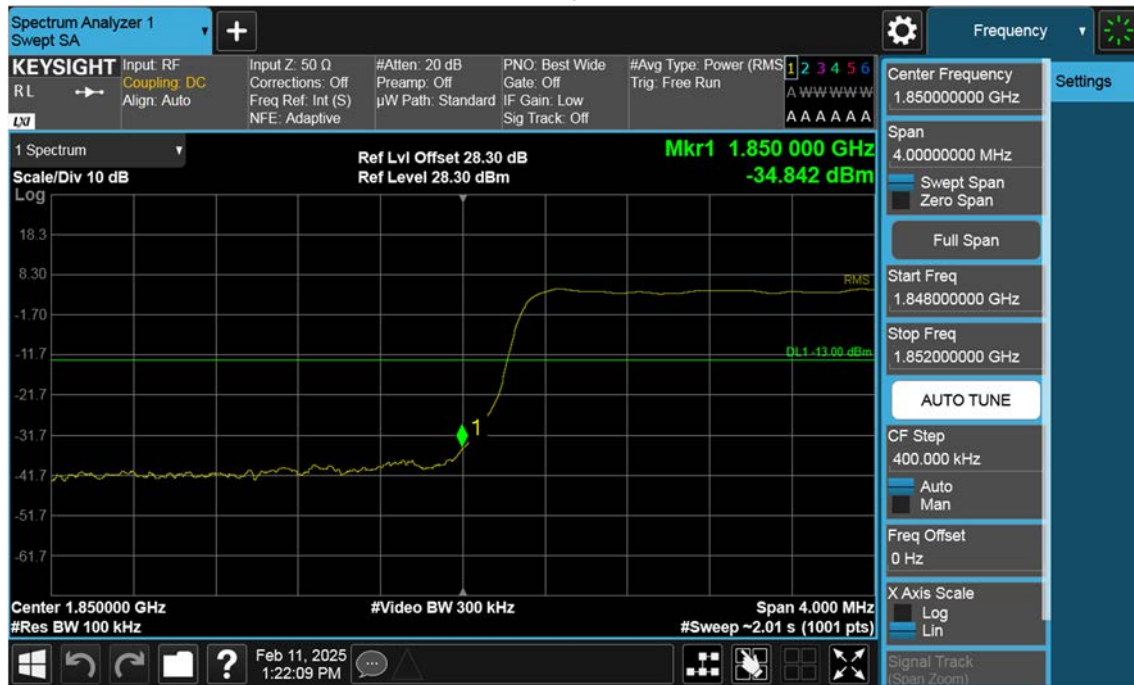 Spectrum Analyzer 1
Swept SA
Frequency
KEYSIGHT
RL
LXI
Input: RF
Coupling: DC
Align: Auto
Input Z: 50 Ω
Corrections: Off
Freq Ref: Int (S)
NFE: Adaptive
#Atten: 20 dB
Preamp: Off
µW Path: Standard
PNO: Best Wide
Gate: Off
IF Gain: Low
Sig Track: Off
#Avg Type: Power (RMS
Trig: Free Run
1 2 3 4 5 6
A W W W W W
A A A A A A
Center Frequency
1.850000000 GHz
Settings
Span
4.00000000 MHz
Swept Span
Zero Span
Full Span
Start Freq
1.848000000 GHz
Stop Freq
1.852000000 GHz
AUTO TUNE
CF Step
400.000 kHz
Auto
Man
Freq Offset
0 Hz
X Axis Scale
Log
Lin
Signal Track
(Span Zoom)
1 Spectrum
Scale/Div 10 dB
Ref Lvl Offset 28.30 dB
Ref Level 28.30 dBm
Mkr1 1.850 000 GHz
-34.842 dBm
Log
18.3
8.30
RMS
-1.70
-11.7
DL1 -13.00 dBm
-21.7
-31.7
1
-41.7
-51.7
-61.7
Center 1.850000 GHz
#Res BW 100 kHz
#Video BW 300 kHz
Span 4.000 MHz
#Sweep ~2.01 s (1001 pts)
?
Feb 11, 2025
1:22:09 PM